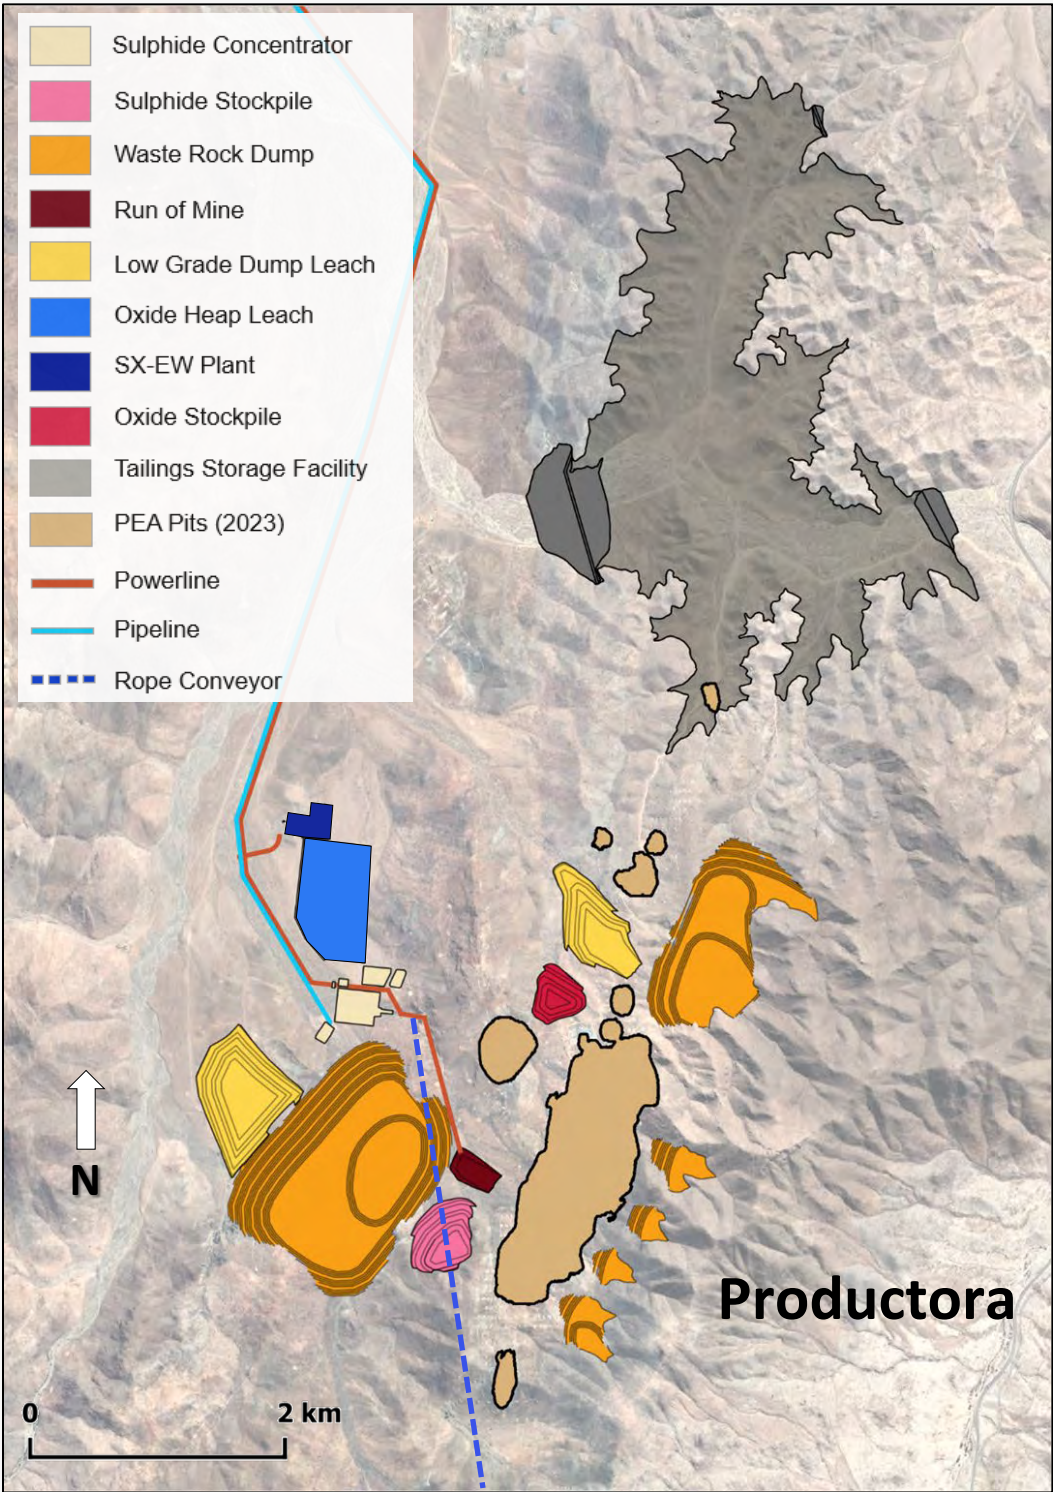 Sulphide Concentrator
Sulphide Stockpile
Waste Rock Dump
Run of Mine
Low Grade Dump Leach
Oxide Heap Leach
SX-EW Plant
Oxide Stockpile
Tailings Storage Facility
PEA Pits (2023)
Powerline
Pipeline
Rope Conveyor
N
Productora
0 2 km